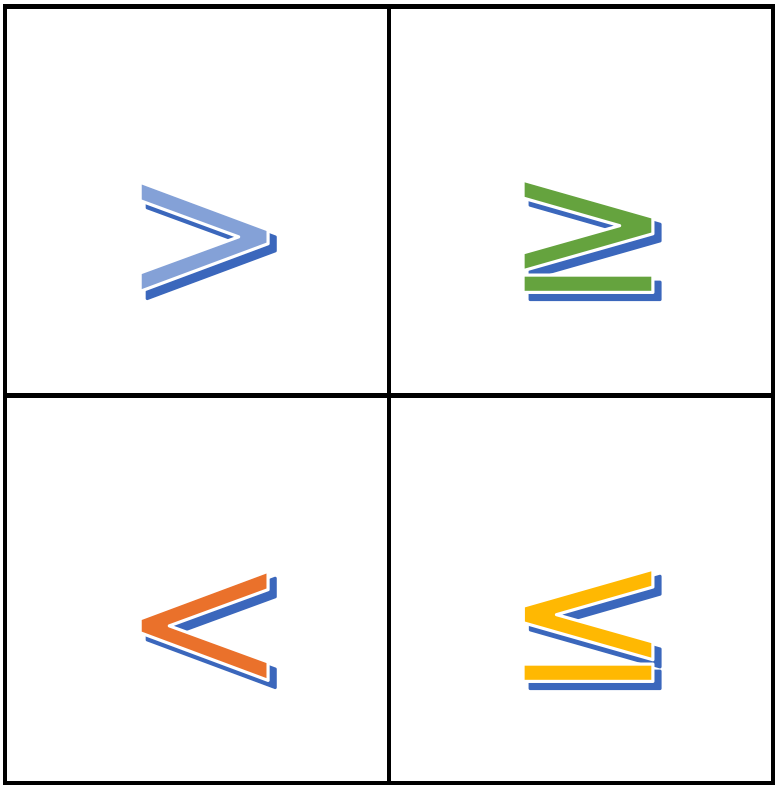 > ≥
< ≤